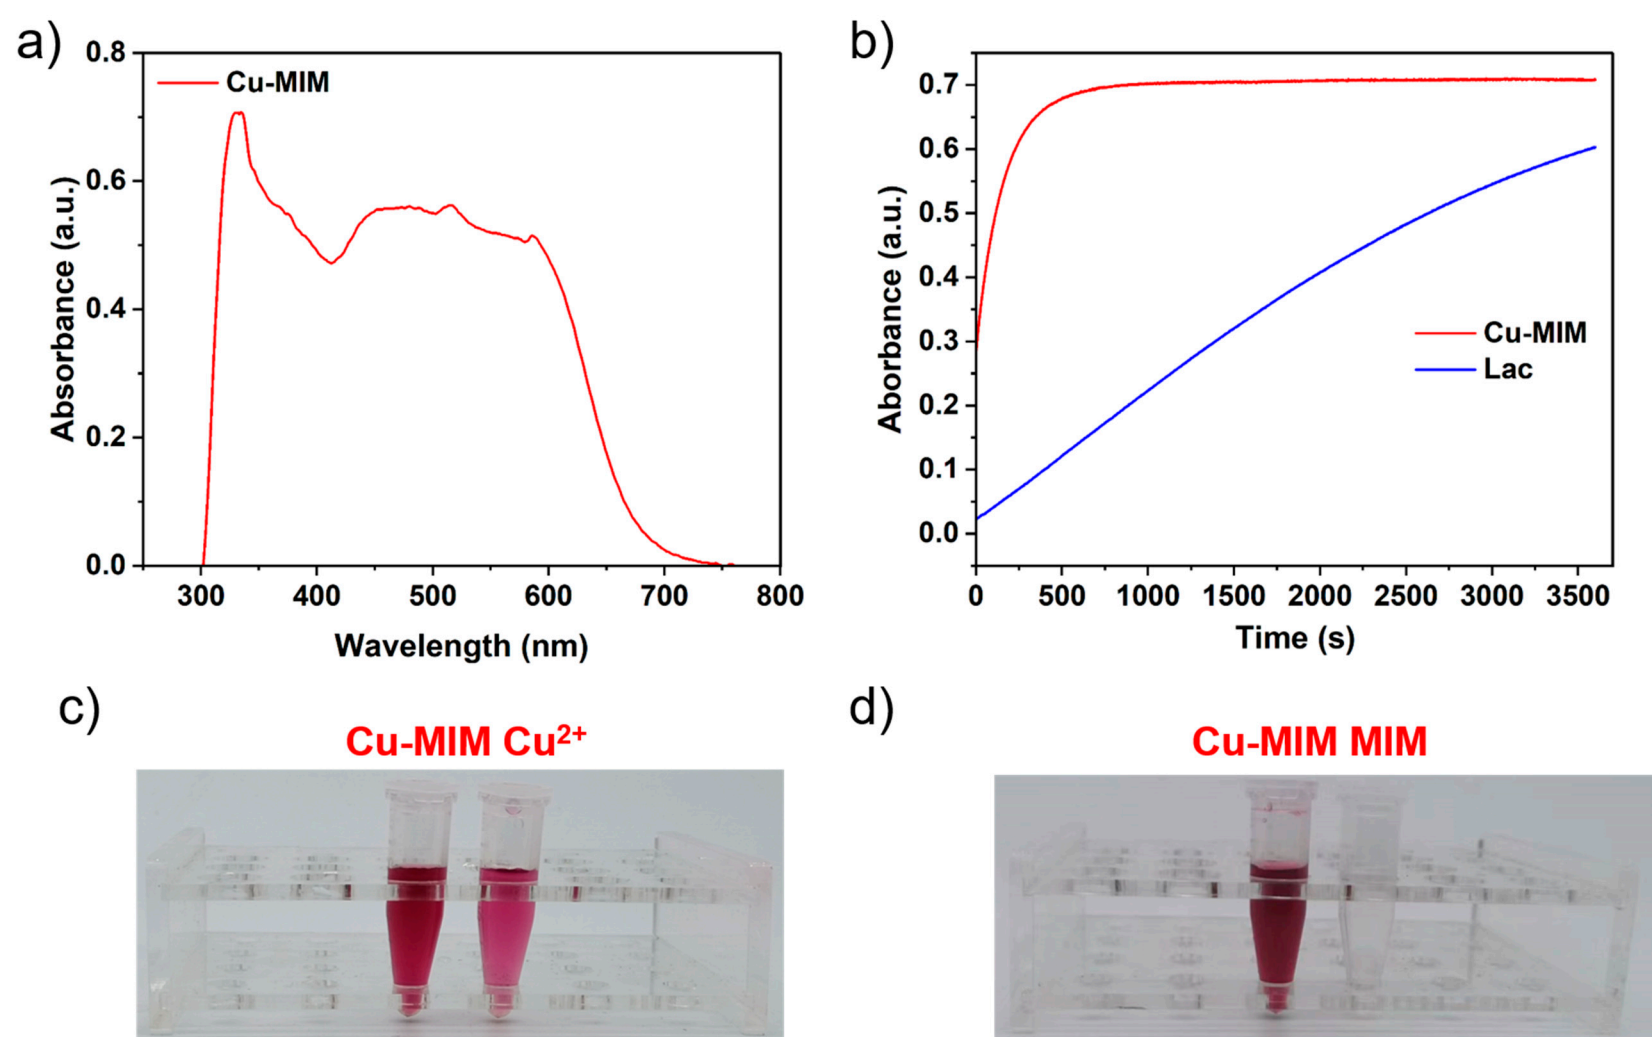 a)
0.8
0.6
0.4
0.2
0.0
Absorbance (a.u.)
Cu-MIM
300 400 500 600 700 800
Wavelength (nm)
b)
0.7
0.6
0.5
0.4
0.3
0.2
0.1
0.0
Aborbance (a.u.)
Cu-MIM
Lac
0 500 1000 1500 2000 2500 3000 3500
Time (s)
c)
Cu-MIM Cu²⁺
d)
Cu-MIM MIM